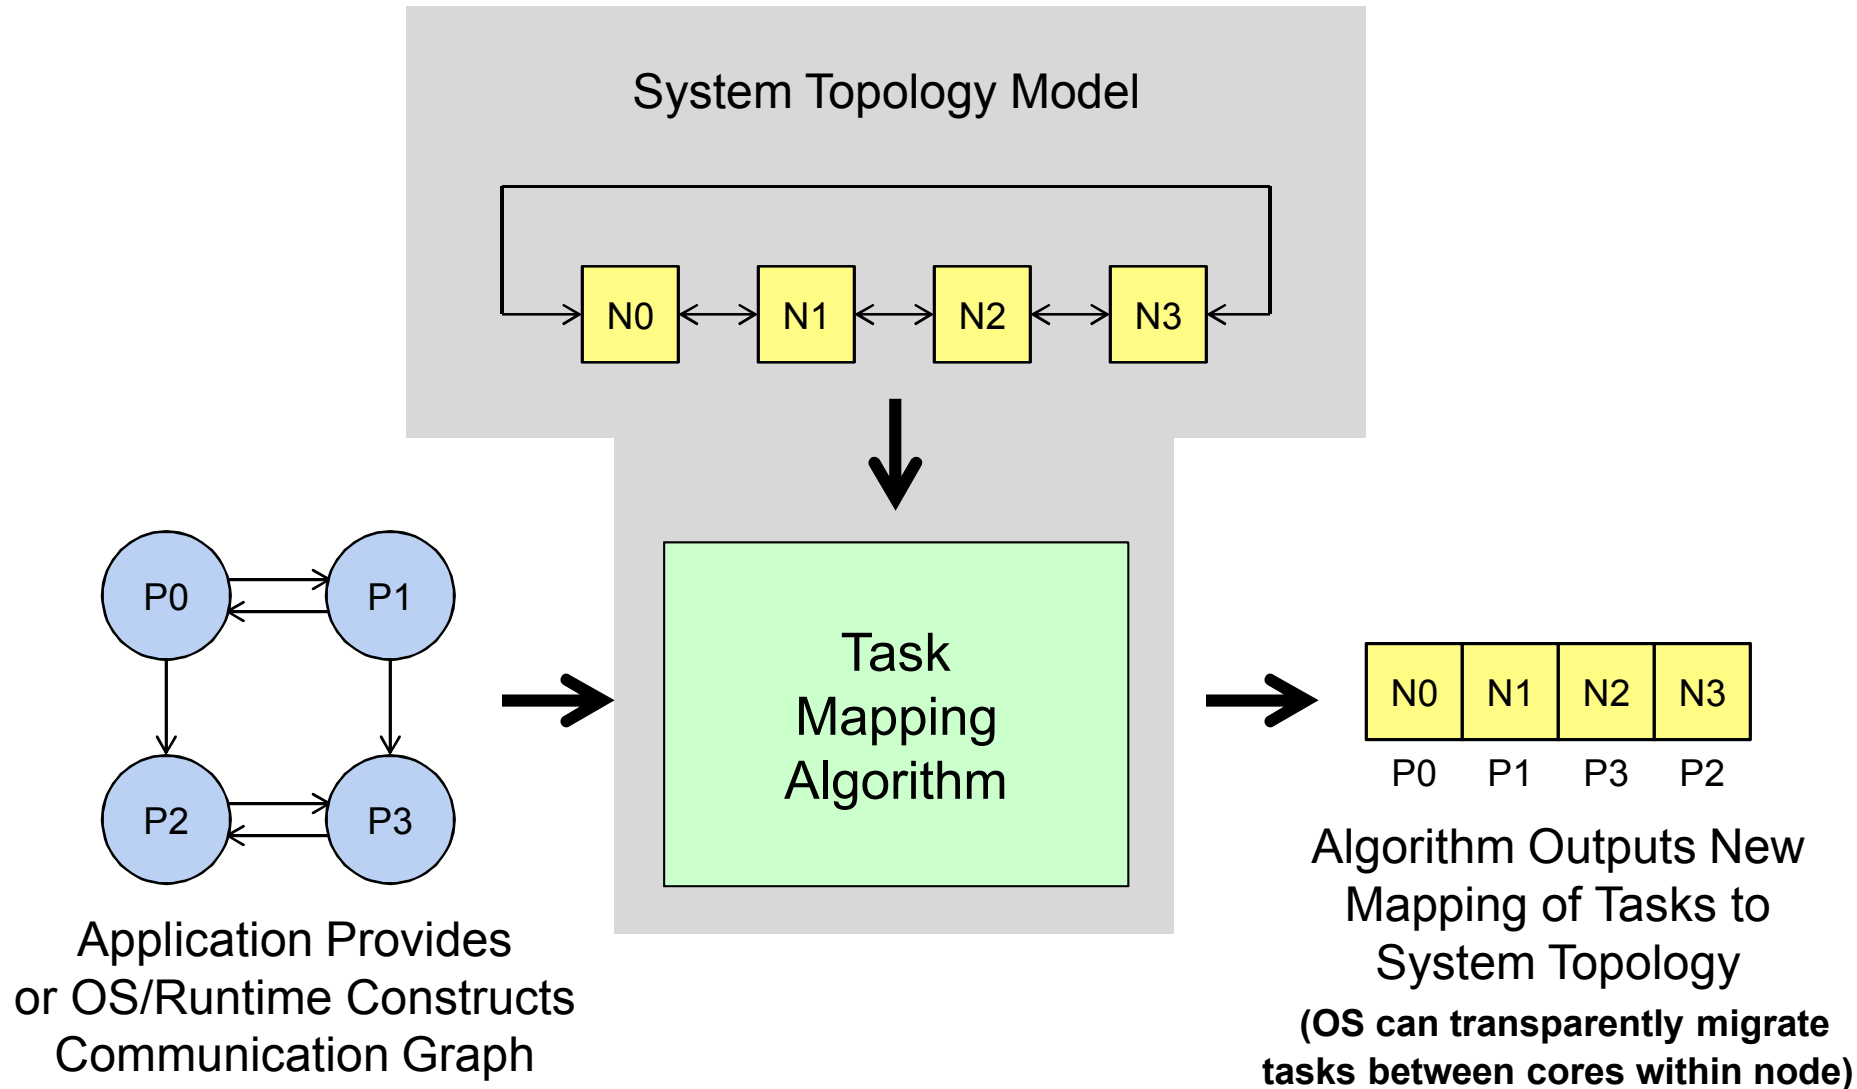 System Topology Model
N0 N1 N2 N3
P0 P1
P2 P3
Application Provides
or OS/Runtime Constructs
Communication Graph
Task
Mapping
Algorithm
N0 N1 N2 N3
P0 P1 P3 P2
Algorithm Outputs New
Mapping of Tasks to
System Topology
(OS can transparently migrate
tasks between cores within node)